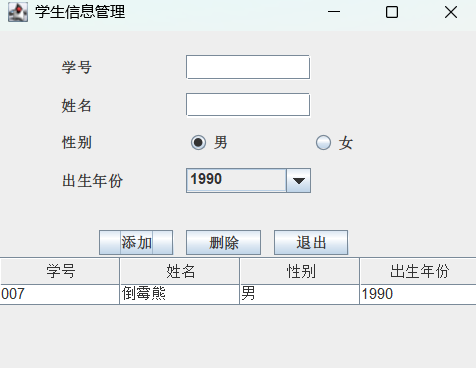 学生信息管理
学号
姓名
性别 男 女
出生年份 1990
添加 删除 退出
学号 姓名 性别 出生年份
007 倒霉熊 男 1990